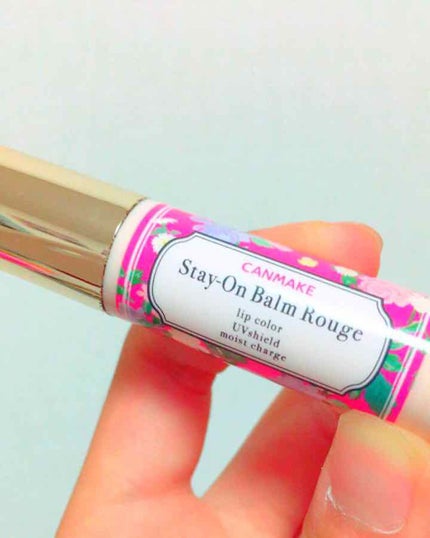 CANMAKE
Stay-On Balm Rouge
lip color
UVshield
moist charge